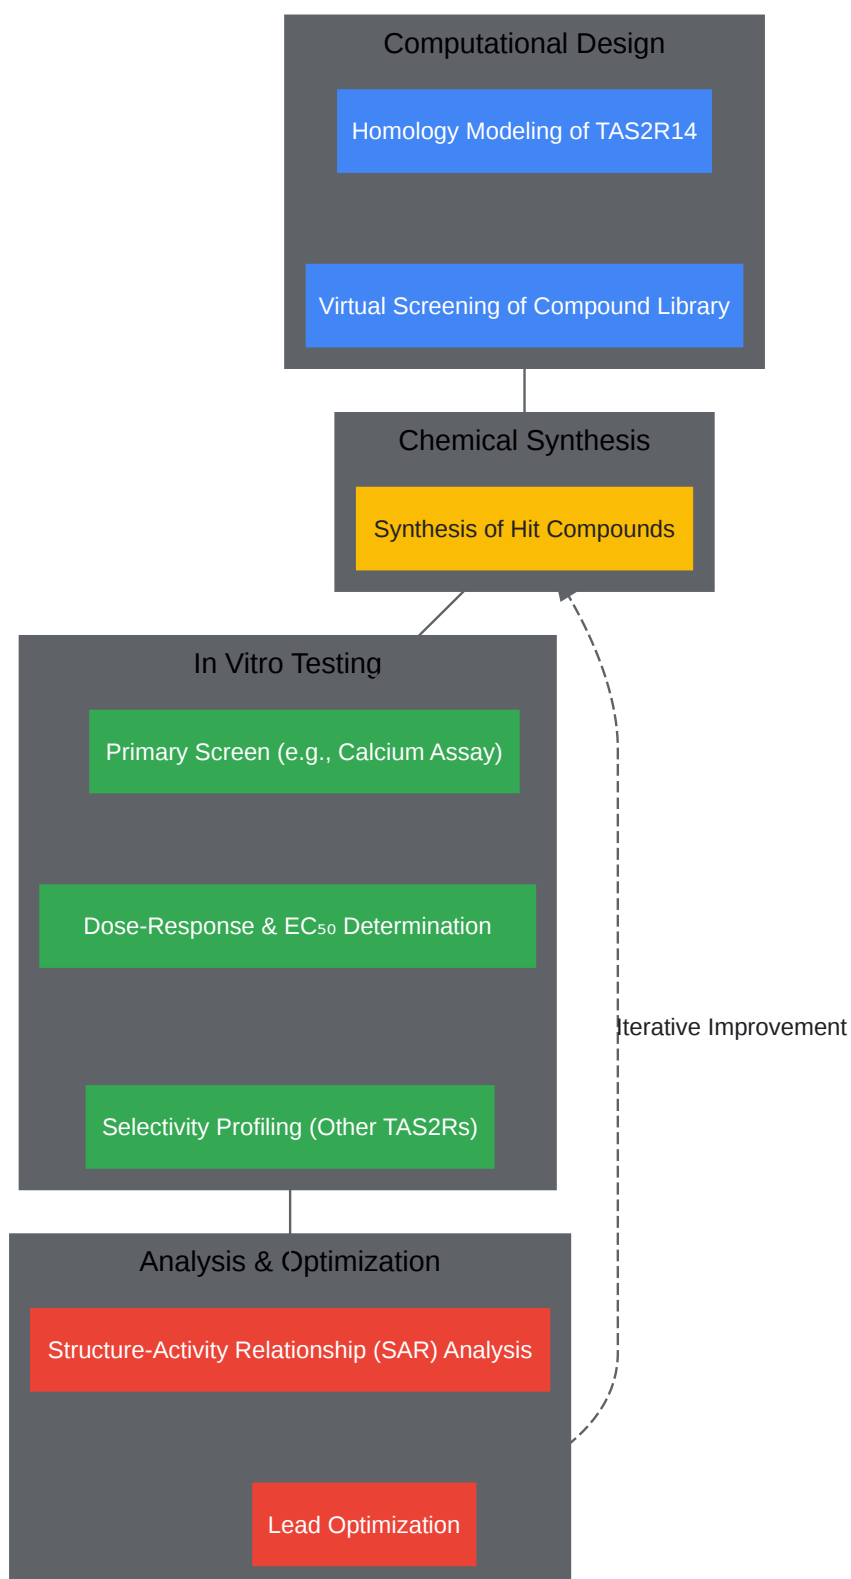 Computational Design
Homology Modeling of TAS2R14
Virtual Screening of Compound Library
Chemical Synthesis
Synthesis of Hit Compounds
In Vitro Testing
Primary Screen (e.g., Calcium Assay)
Dose-Response & EC₅₀ Determination
Iterative Improvement
Selectivity Profiling (Other TAS2Rs)
Analysis & Optimization
Structure-Activity Relationship (SAR) Analysis
Lead Optimization